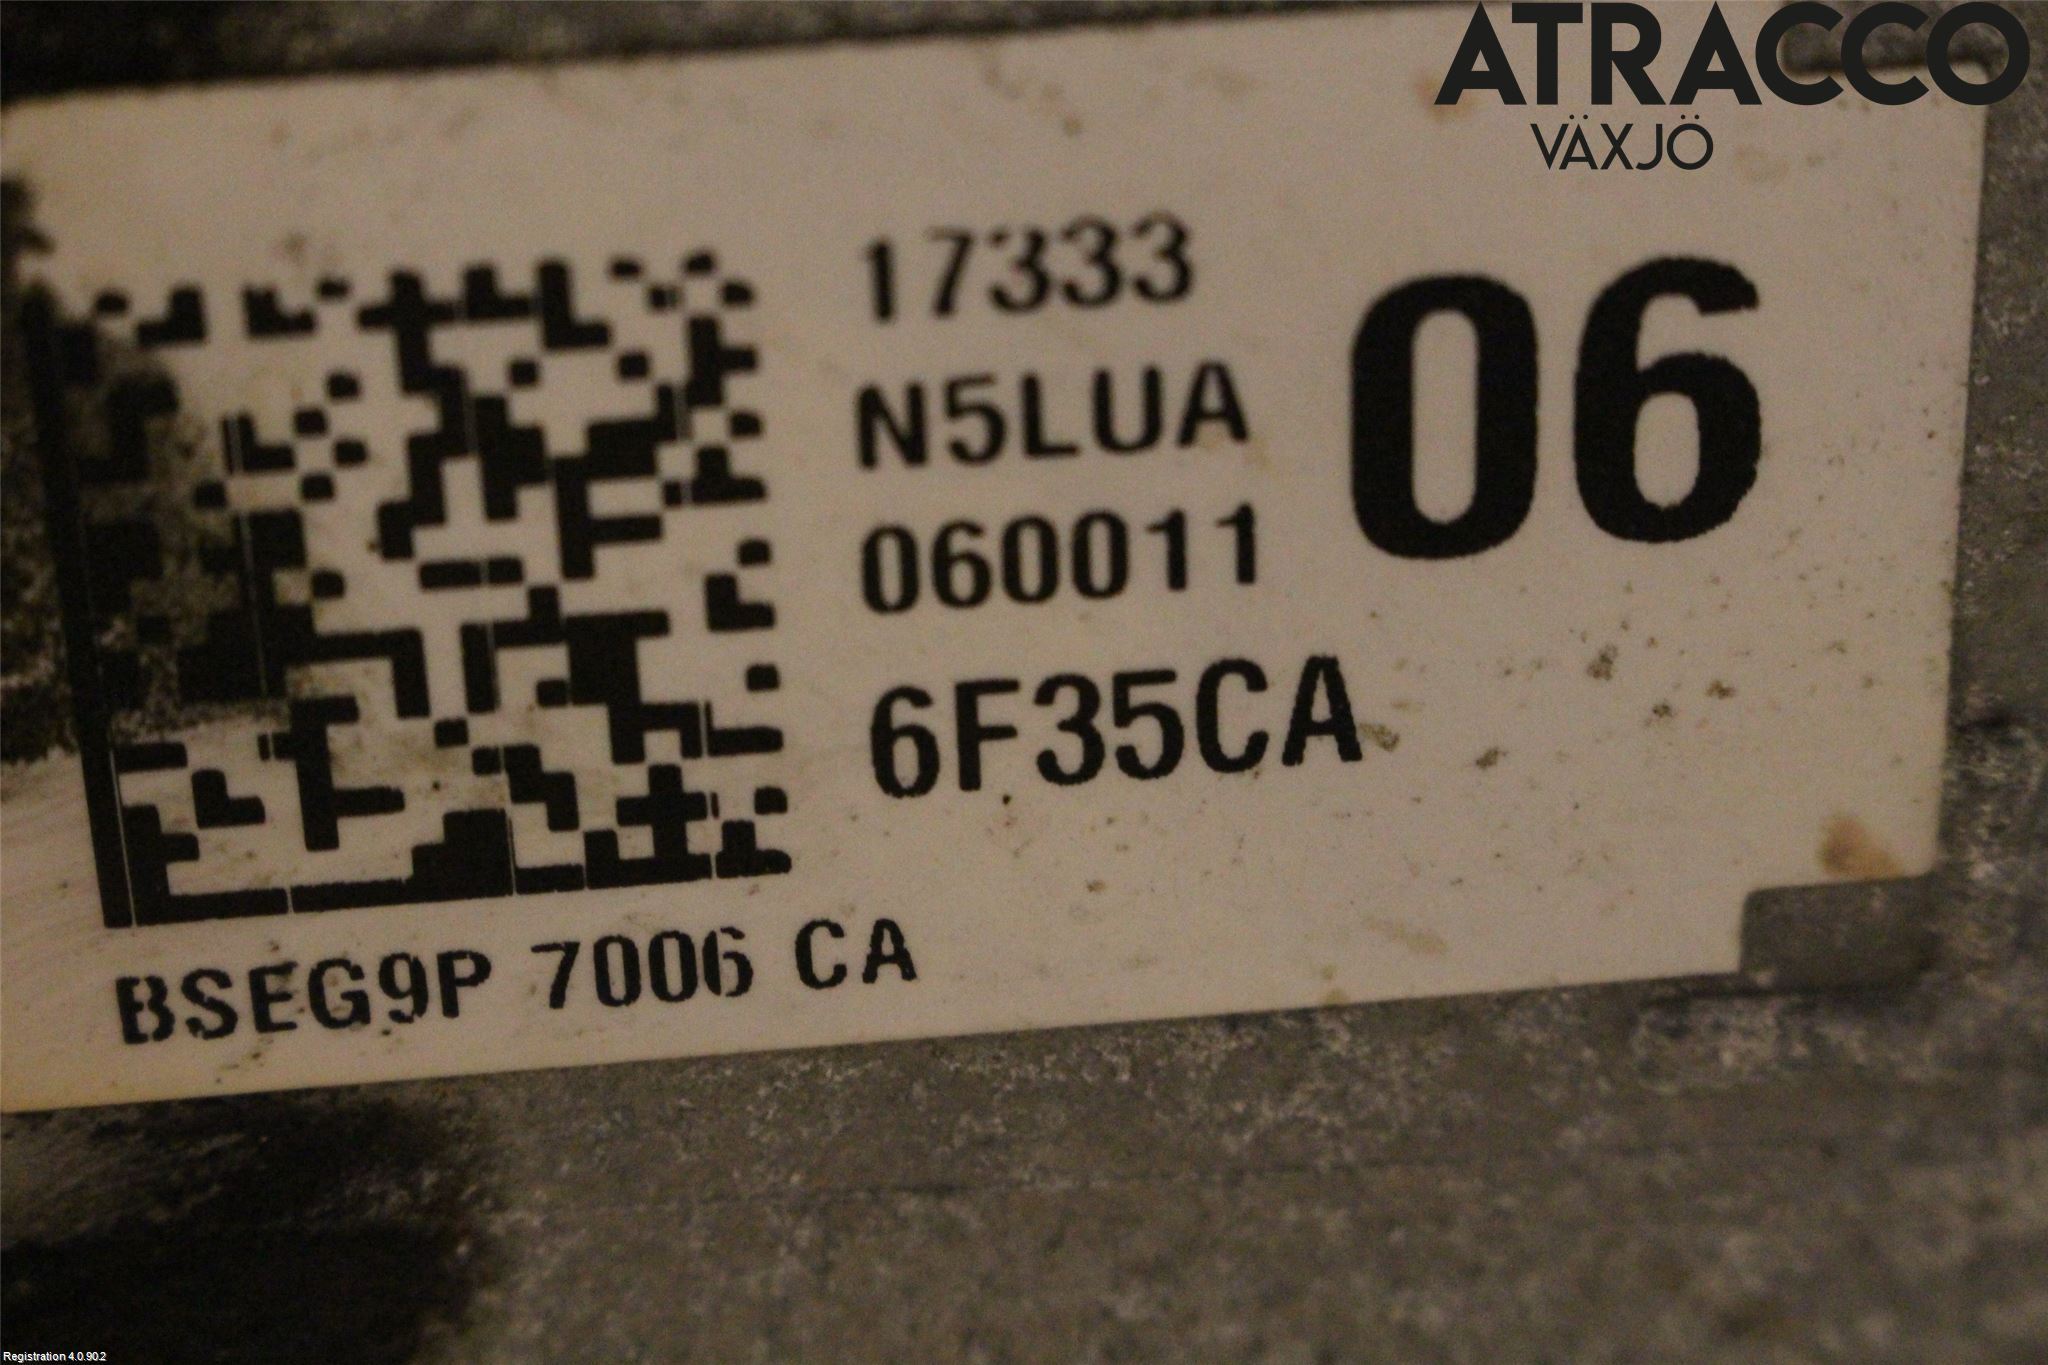 ATRACCO
VÄXJÖ
17333
N5LUA
060011
06
6F35CA
BSEG9P 7006 CA
Registration 4.0.90.2